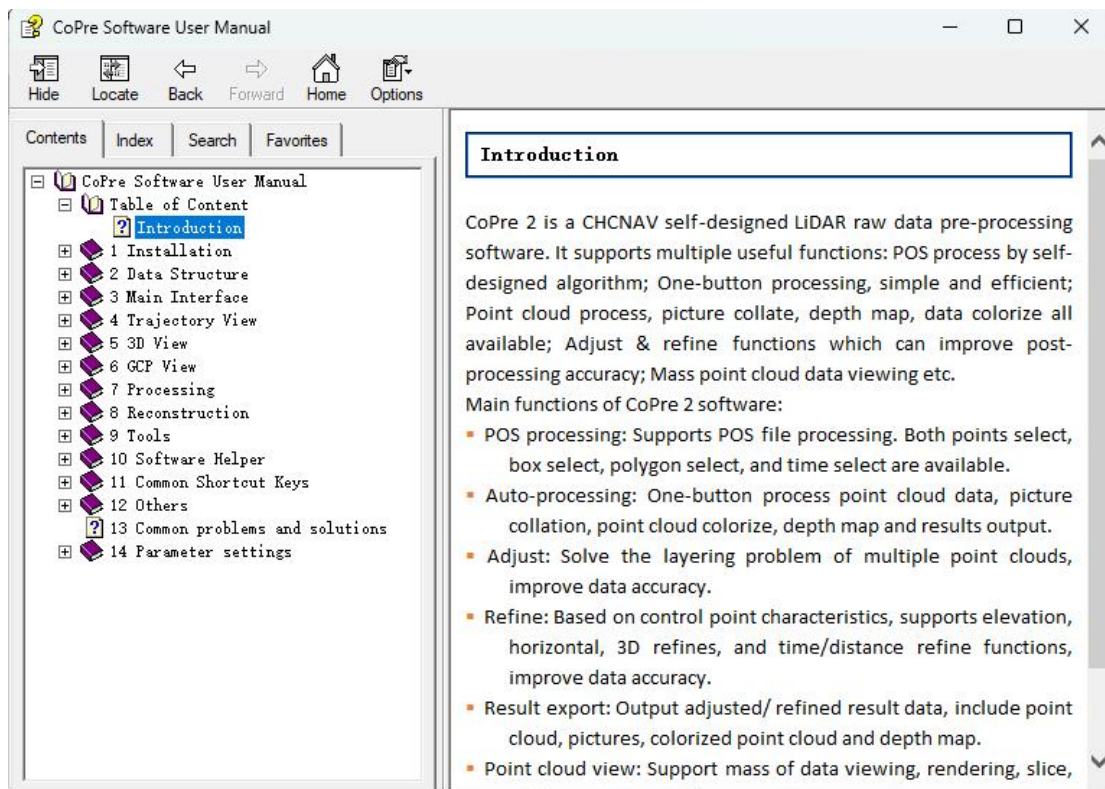 CoPre Software User Manual
Hide Locate Back Forward Home Options
Contents Index Search Favorites
CoPre Software User Manual
Table of Content
Introduction
1 Installation
2 Data Structure
3 Main Interface
4 Trajectory View
5 3D View
6 GCP View
7 Processing
8 Reconstruction
9 Tools
10 Software Helper
11 Common Shortcut Keys
12 Others
13 Common problems and solutions
14 Parameter settings
Introduction
CoPre 2 is a CHCNAV self-designed LiDAR raw data pre-processing
software. It supports multiple useful functions: POS process by self-
designed algorithm; One-button processing, simple and efficient;
Point cloud process, picture collate, depth map, data colorize all
available; Adjust & refine functions which can improve post-
processing accuracy; Mass point cloud data viewing etc.
Main functions of CoPre 2 software:
▪ POS processing: Supports POS file processing. Both points select,
box select, polygon select, and time select are available.
▪ Auto-processing: One-button process point cloud data, picture
collation, point cloud colorize, depth map and results output.
▪ Adjust: Solve the layering problem of multiple point clouds,
improve data accuracy.
▪ Refine: Based on control point characteristics, supports elevation,
horizontal, 3D refines, and time/distance refine functions,
improve data accuracy.
▪ Result export: Output adjusted/ refined result data, include point
cloud, pictures, colorized point cloud and depth map.
▪ Point cloud view: Support mass of data viewing, rendering, slice,